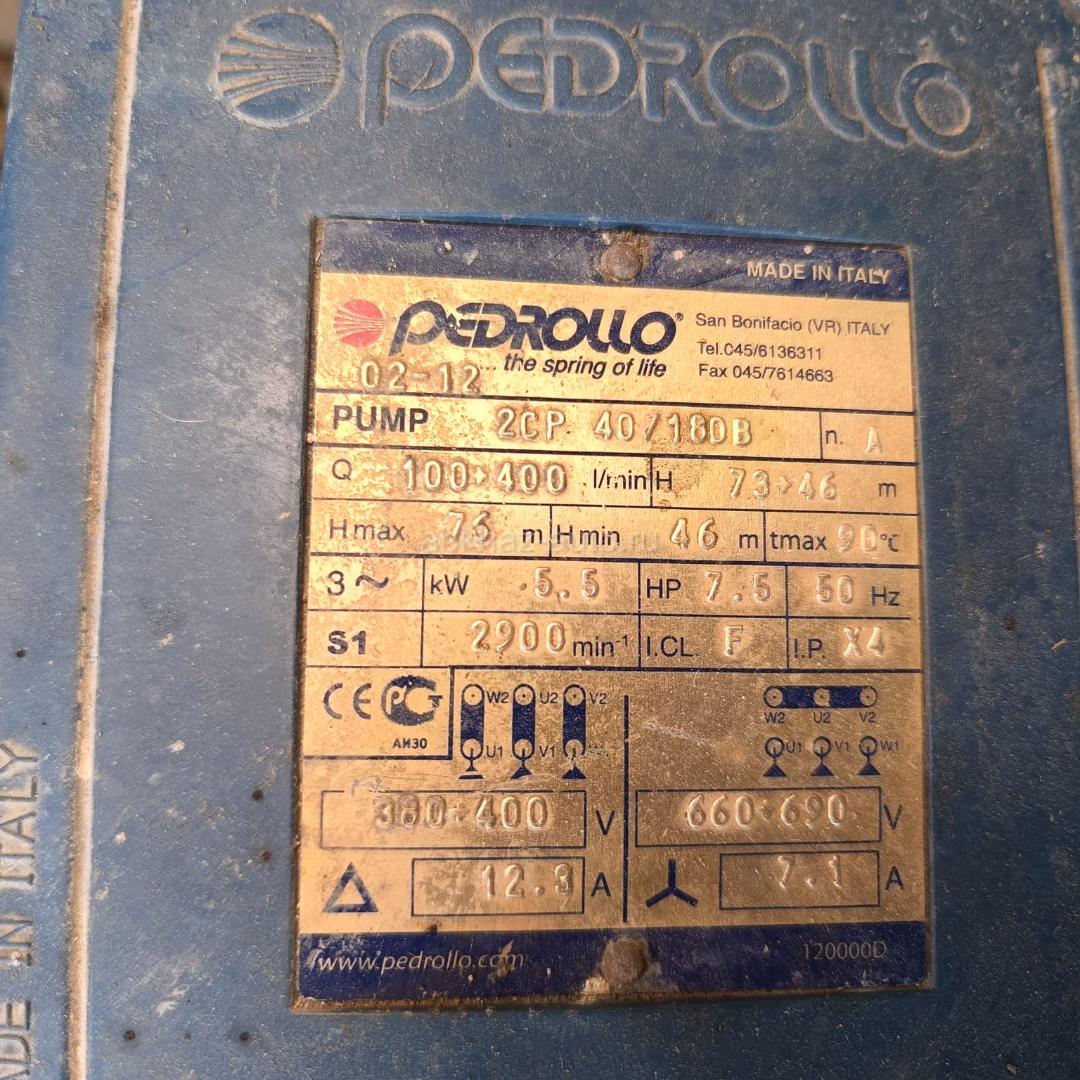 PEDROLLO
MADE IN ITALY
PEDROLLO®
... the spring of life
San Bonifacio (VR) ITALY
Tel.045/6136311
Fax 045/7614663
02-12
PUMP 2CP 40/180B n. A
Q 100÷400 l/min H 73÷46 m
Hmax 76 m Hmin 46 m tmax 90°C
3~ kW 5.5 HP 7.5 50 Hz
S1 2900 min⁻¹ I.CL. F I.P. X4
CE PCT W2 U2 V2 W2 U2 V2
АИ30 U1 V1 W1 U1 V1 W1
380÷400 V 660÷690 V
12.3 A 7.1 A
www.pedrollo.com 120000D
MADE IN ITALY